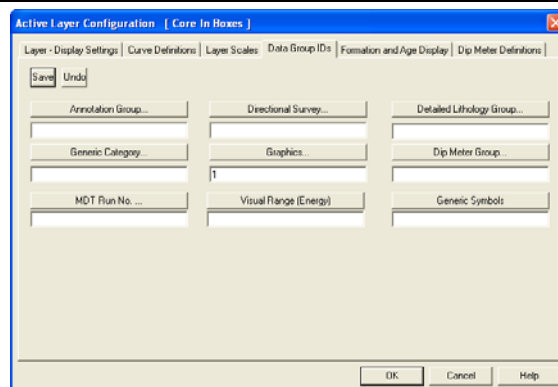 Active Layer Configuration [ Core In Boxes ]
Layer - Display Settings Curve Definitions Layer Scales Data Group IDs Formation and Age Display Dip Meter Definitions
Save Undo
Annotation Group... Directional Survey... Detailed Lithology Group...
Generic Category... Graphics... Dip Meter Group...
1
MDT Run No. ... Visual Range (Energy) Generic Symbols
OK Cancel Help